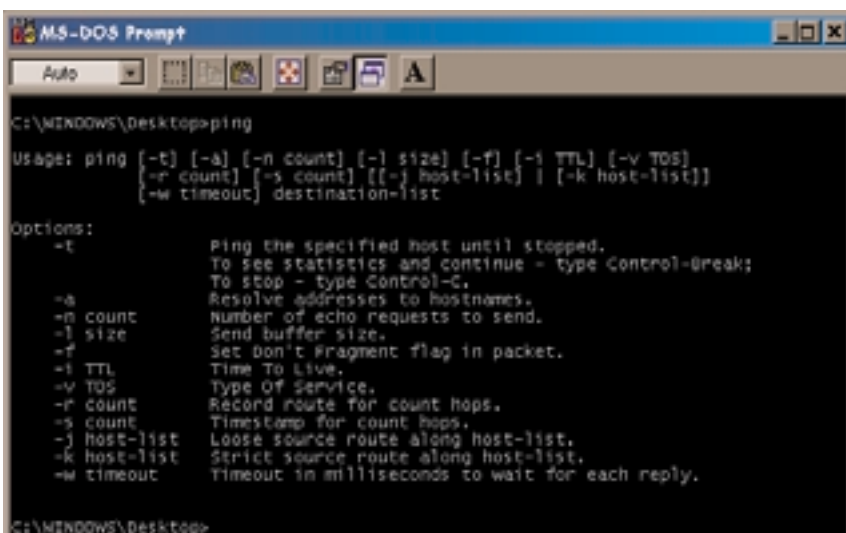 MS-DOS Prompt
Auto
A
C:\WINDOWS\Desktop>ping
Usage: ping [-t] [-a] [-n count] [-l size] [-f] [-i TTL] [-v TOS]
[-r count] [-s count] [[-j host-list] | [-k host-list]]
[-w timeout] destination-list
Options:
-t Ping the specified host until stopped.
To see statistics and continue - type Control-Break;
To stop - type Control-C.
-a Resolve addresses to hostnames.
-n count Number of echo requests to send.
-l size Send buffer size.
-f Set Don't Fragment flag in packet.
-i TTL Time To Live.
-v TOS Type Of Service.
-r count Record route for count hops.
-s count Timestamp for count hops.
-j host-list Loose source route along host-list.
-k host-list Strict source route along host-list.
-w timeout Timeout in milliseconds to wait for each reply.
C:\WINDOWS\Desktop>